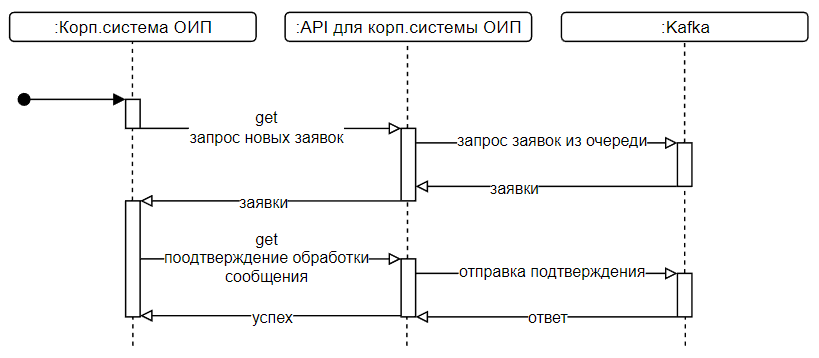 :Корп.система ОИП
:API для корп.системы ОИП
:Kafka
get
запрос новых заявок
запрос заявок из очереди
заявки
заявки
get
поодтверждение обработки
сообщения
отправка подтверждения
успех
ответ